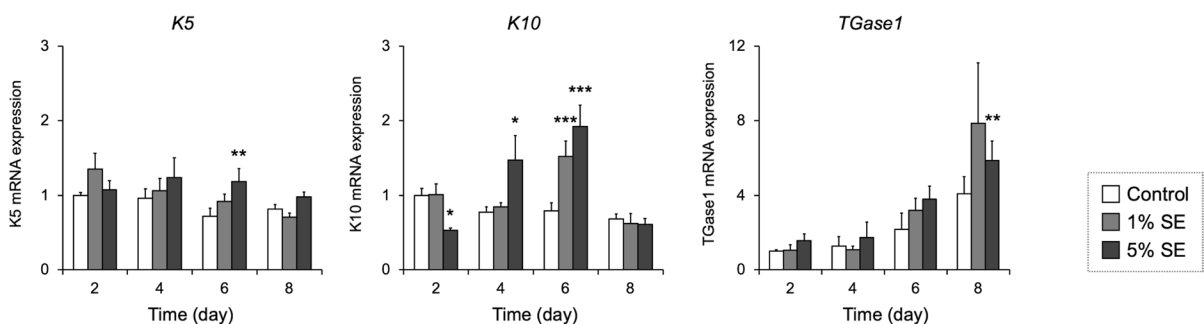 K5
3
2
1
0
K5 mRNA expression
**
2 4 6 8
Time (day)
K10
3
2
1
0
K10 mRNA expression
*
*
***
***
2 4 6 8
Time (day)
TGase1
12
8
4
0
TGase1 mRNA expression
**
2 4 6 8
Time (day)
Control
1% SE
5% SE